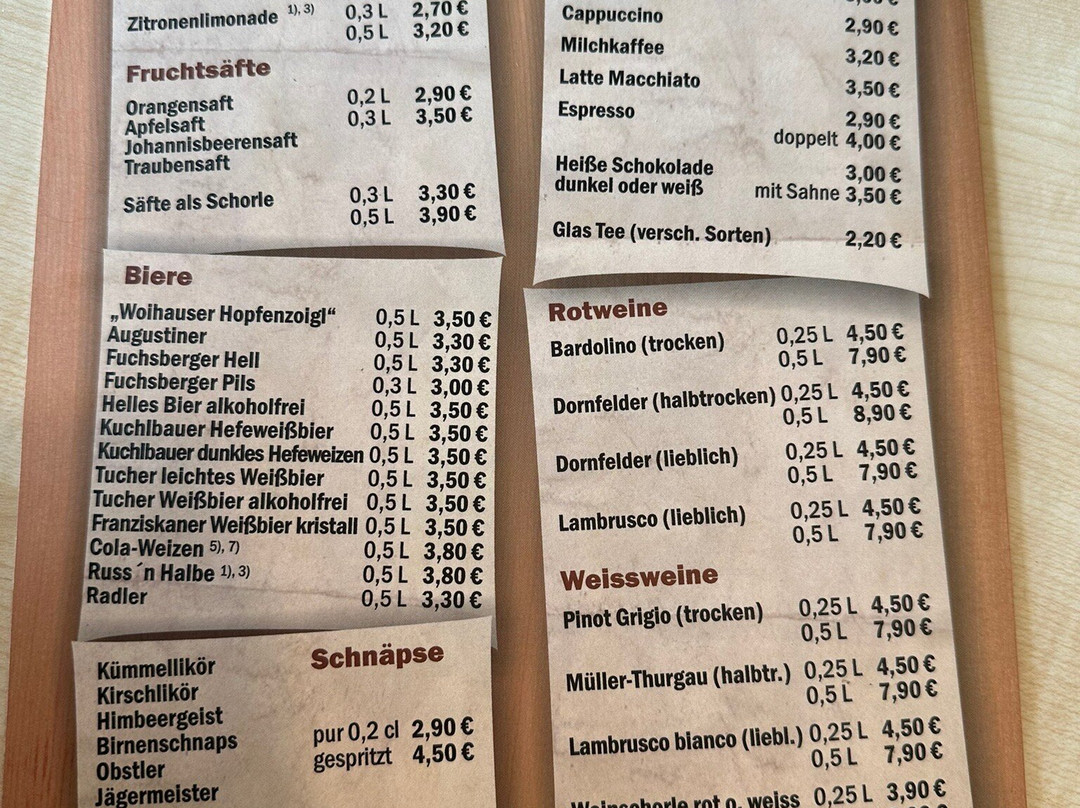 Zitronenlimonade 1), 3) 0,3 L 2,70 €
0,5 L 3,20 €
Fruchtsäfte
Orangensaft 0,2 L 2,90 €
Apfelsaft 0,3 L 3,50 €
Johannisbeerensaft
Traubensaft
Säfte als Schorle 0,3 L 3,30 €
0,5 L 3,90 €
Biere
„Woihauser Hopfenzoigl“ 0,5 L 3,50 €
Augustiner 0,5 L 3,30 €
Fuchsberger Hell 0,5 L 3,30 €
Fuchsberger Pils 0,3 L 3,00 €
Helles Bier alkoholfrei 0,5 L 3,50 €
Kuchlbauer Hefeweißbier 0,5 L 3,50 €
Kuchlbauer dunkles Hefeweizen 0,5 L 3,50 €
Tucher leichtes Weißbier 0,5 L 3,50 €
Tucher Weißbier alkoholfrei 0,5 L 3,50 €
Franziskaner Weißbier kristall 0,5 L 3,50 €
Cola-Weizen 5), 7) 0,5 L 3,80 €
Russ´n Halbe 1), 3) 0,5 L 3,80 €
Radler 0,5 L 3,30 €
Schnäpse
Kümmellikör
Kirschlikör
Himbeergeist pur 0,2 cl 2,90 €
Birnenschnaps gespritzt 4,50 €
Obstler
Jägermeister
Cappuccino 2,90 €
Milchkaffee 3,20 €
Latte Macchiato 3,50 €
Espresso 2,90 €
doppelt 4,00 €
Heiße Schokolade 3,00 €
dunkel oder weiß mit Sahne 3,50 €
Glas Tee (versch. Sorten) 2,20 €
Rotweine
Bardolino (trocken) 0,25 L 4,50 €
0,5 L 7,90 €
Dornfelder (halbtrocken) 0,25 L 4,50 €
0,5 L 8,90 €
Dornfelder (lieblich) 0,25 L 4,50 €
0,5 L 7,90 €
Lambrusco (lieblich) 0,25 L 4,50 €
0,5 L 7,90 €
Weissweine
Pinot Grigio (trocken) 0,25 L 4,50 €
0,5 L 7,90 €
Müller-Thurgau (halbtr.) 0,25 L 4,50 €
0,5 L 7,90 €
Lambrusco bianco (liebl.) 0,25 L 4,50 €
0,5 L 7,90 €
Weinschorle rot o. weiss 0,25 L 3,90 €